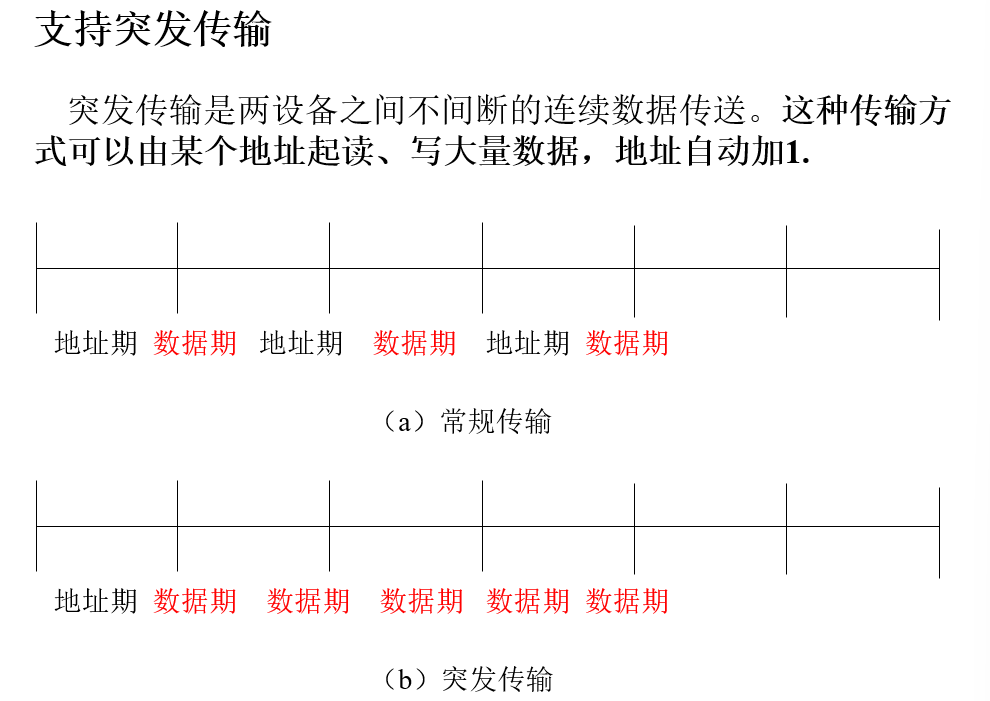 支持突发传输
突发传输是两设备之间不间断的连续数据传送。这种传输方
式可以由某个地址起读、写大量数据，地址自动加1.
地址期 数据期 地址期 数据期 地址期 数据期
（a）常规传输
地址期 数据期 数据期 数据期 数据期 数据期
（b）突发传输